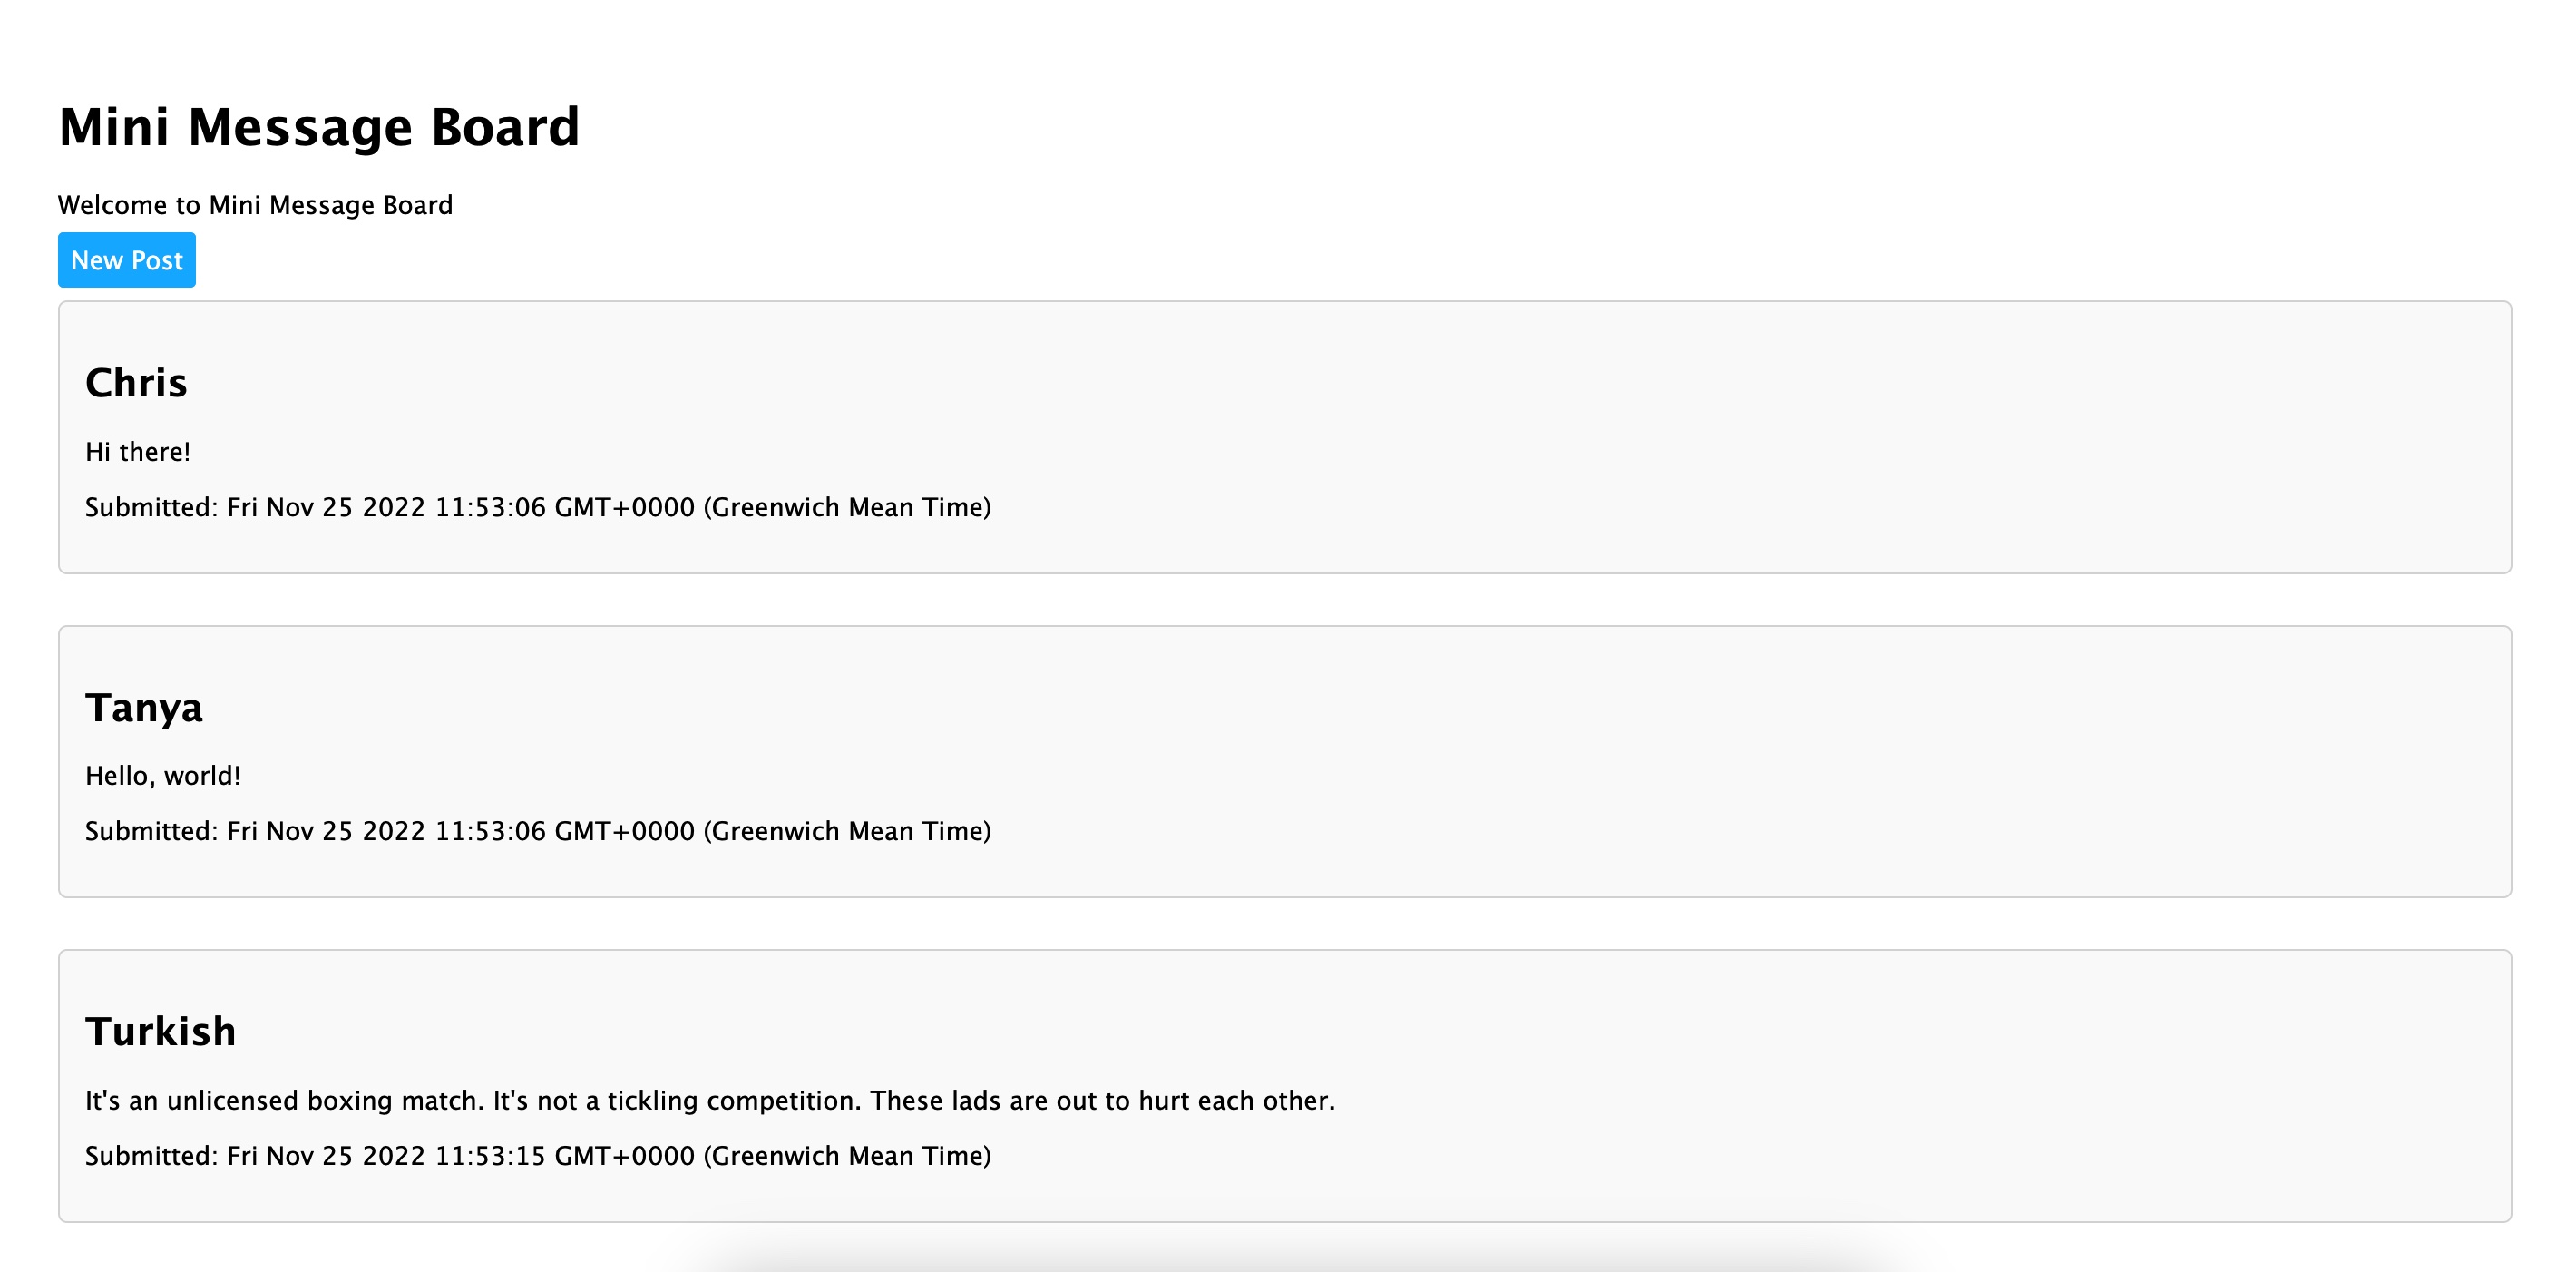 Mini Message Board
Welcome to Mini Message Board
New Post
Chris
Hi there!
Submitted: Fri Nov 25 2022 11:53:06 GMT+0000 (Greenwich Mean Time)
Tanya
Hello, world!
Submitted: Fri Nov 25 2022 11:53:06 GMT+0000 (Greenwich Mean Time)
Turkish
It's an unlicensed boxing match. It's not a tickling competition. These lads are out to hurt each other.
Submitted: Fri Nov 25 2022 11:53:15 GMT+0000 (Greenwich Mean Time)